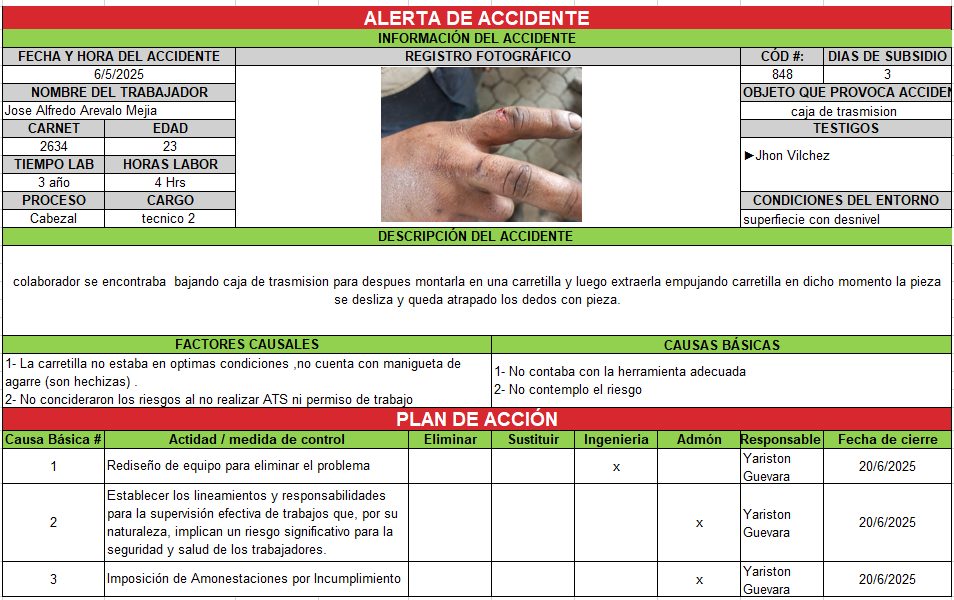 ALERTA DE ACCIDENTE
INFORMACIÓN DEL ACCIDENTE
FECHA Y HORA DEL ACCIDENTE
6/5/2025
NOMBRE DEL TRABAJADOR
Jose Alfredo Arevalo Mejia
CARNET EDAD
2634 23
TIEMPO LAB HORAS LABOR
3 año 4 Hrs
PROCESO CARGO
Cabezal tecnico 2
REGISTRO FOTOGRÁFICO
CÓD #: DIAS DE SUBSIDIO
848 3
OBJETO QUE PROVOCA ACCIDEN
caja de trasmision
TESTIGOS
►Jhon Vilchez
CONDICIONES DEL ENTORNO
superfiecie con desnivel
DESCRIPCIÓN DEL ACCIDENTE
colaborador se encontraba bajando caja de trasmision para despues montarla en una carretilla y luego extraerla empujando carretilla en dicho momento la pieza
se desliza y queda atrapado los dedos con pieza.
FACTORES CAUSALES
1- La carretilla no estaba en optimas condiciones ,no cuenta con manigueta de
agarre (son hechizas) .
2- No concideraron los riesgos al no realizar ATS ni permiso de trabajo
CAUSAS BÁSICAS
1- No contaba con la herramienta adecuada
2- No contemplo el riesgo
PLAN DE ACCIÓN
Causa Básica # Actidad / medida de control Eliminar Sustituir Ingenieria Admón Responsable Fecha de cierre
1 Rediseño de equipo para eliminar el problema x Yariston
Guevara 20/6/2025
2 Establecer los lineamientos y responsabilidades
para la supervisión efectiva de trabajos que, por su
naturaleza, implican un riesgo significativo para la
seguridad y salud de los trabajadores. x Yariston
Guevara 20/6/2025
3 Imposición de Amonestaciones por Incumplimiento x Yariston
Guevara 20/6/2025